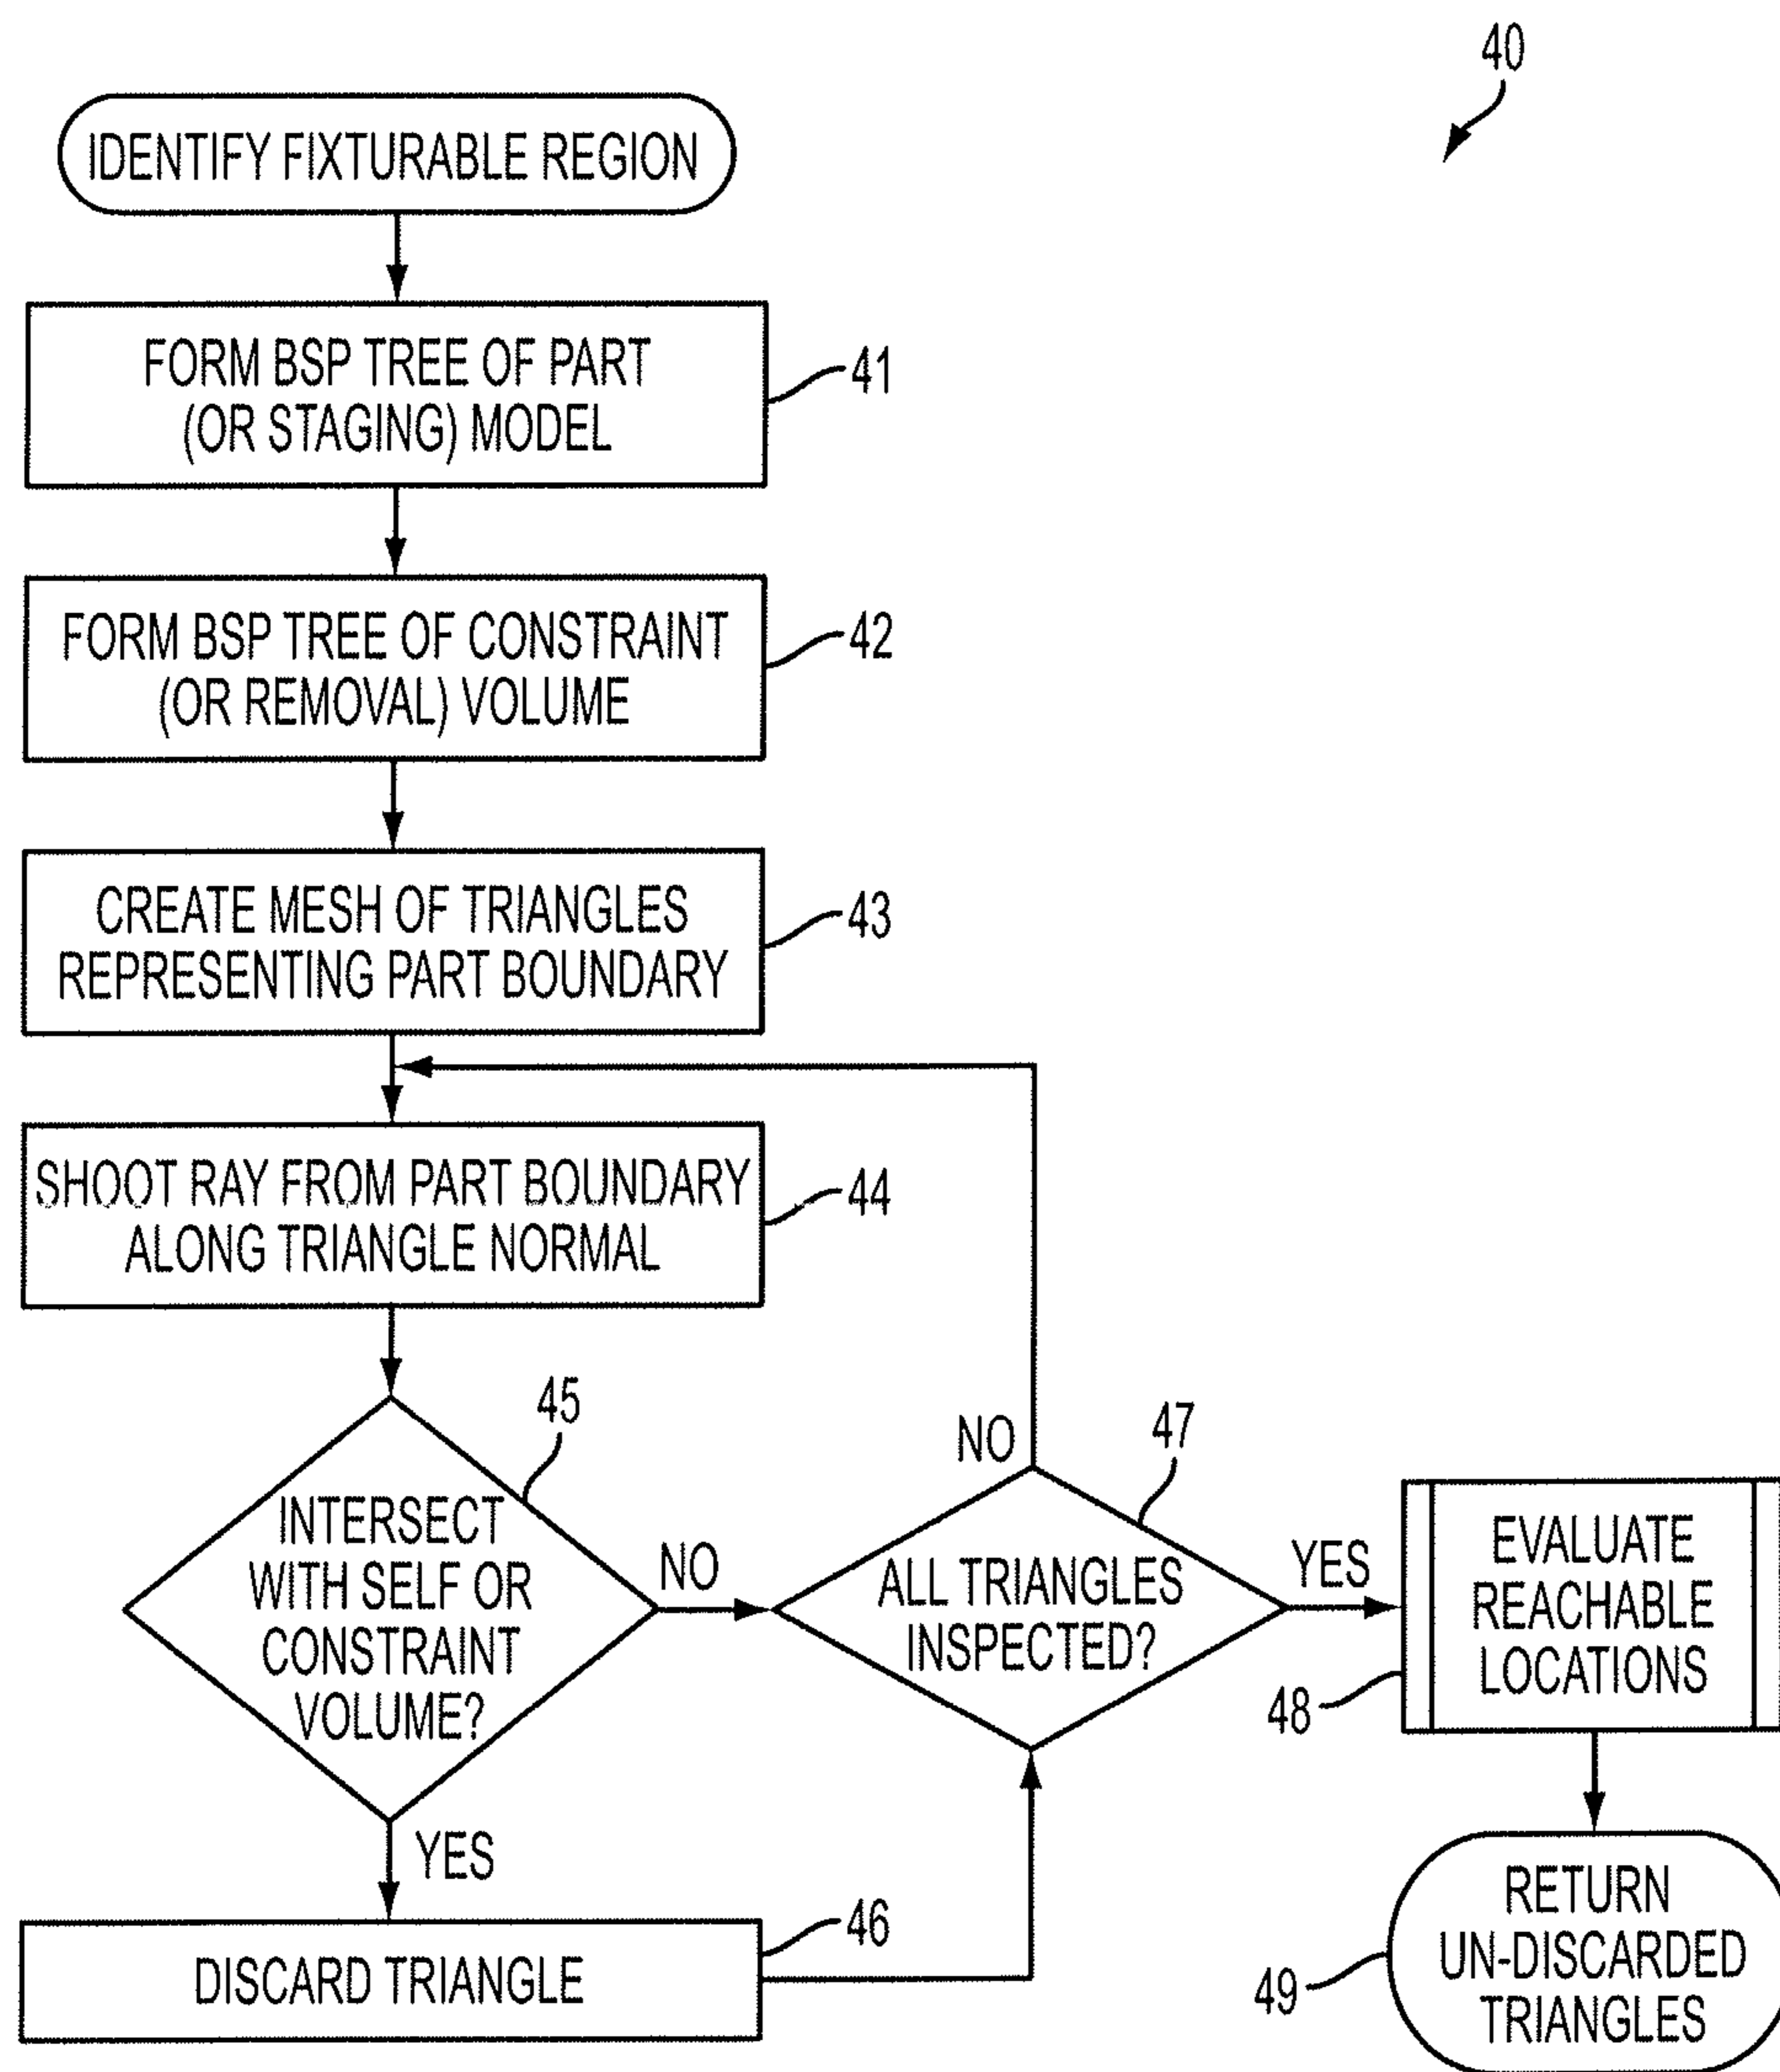 40
IDENTIFY FIXTURABLE REGION
FORM BSP TREE OF PART
(OR STAGING) MODEL
41
FORM BSP TREE OF CONSTRAINT
(OR REMOVAL) VOLUME
42
CREATE MESH OF TRIANGLES
REPRESENTING PART BOUNDARY
43
SHOOT RAY FROM PART BOUNDARY
ALONG TRIANGLE NORMAL
44
45
INTERSECT
WITH SELF OR
CONSTRAINT
VOLUME?
NO
YES
DISCARD TRIANGLE
46
47
ALL TRIANGLES
INSPECTED?
NO
YES
EVALUATE
REACHABLE
LOCATIONS
48
RETURN
UN-DISCARDED
TRIANGLES
49